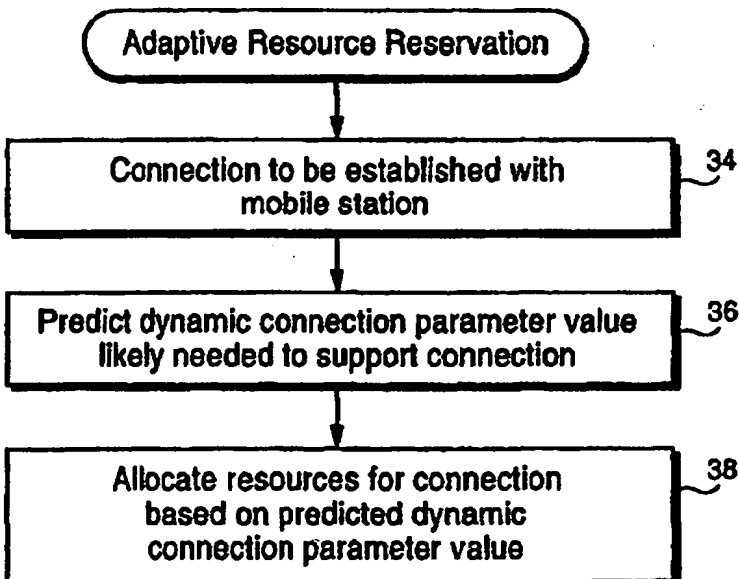 Adaptive Resource Reservation
Connection to be established with
mobile station
34
Predict dynamic connection parameter value
likely needed to support connection
36
Allocate resources for connection
based on predicted dynamic
connection parameter value
38